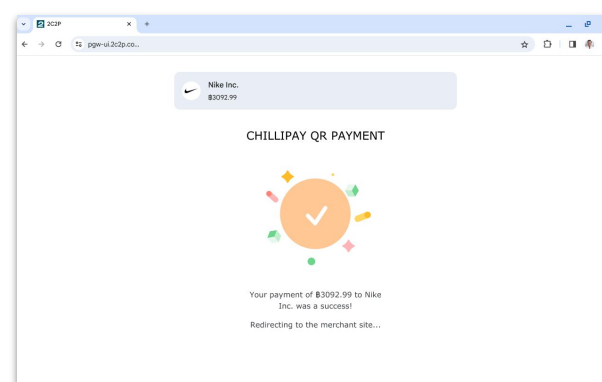 2C2P
pgw-ui.2c2p.co...
Nike Inc.
฿3092.99
CHILLIPAY QR PAYMENT
Your payment of ฿3092.99 to Nike
Inc. was a success!
Redirecting to the merchant site...